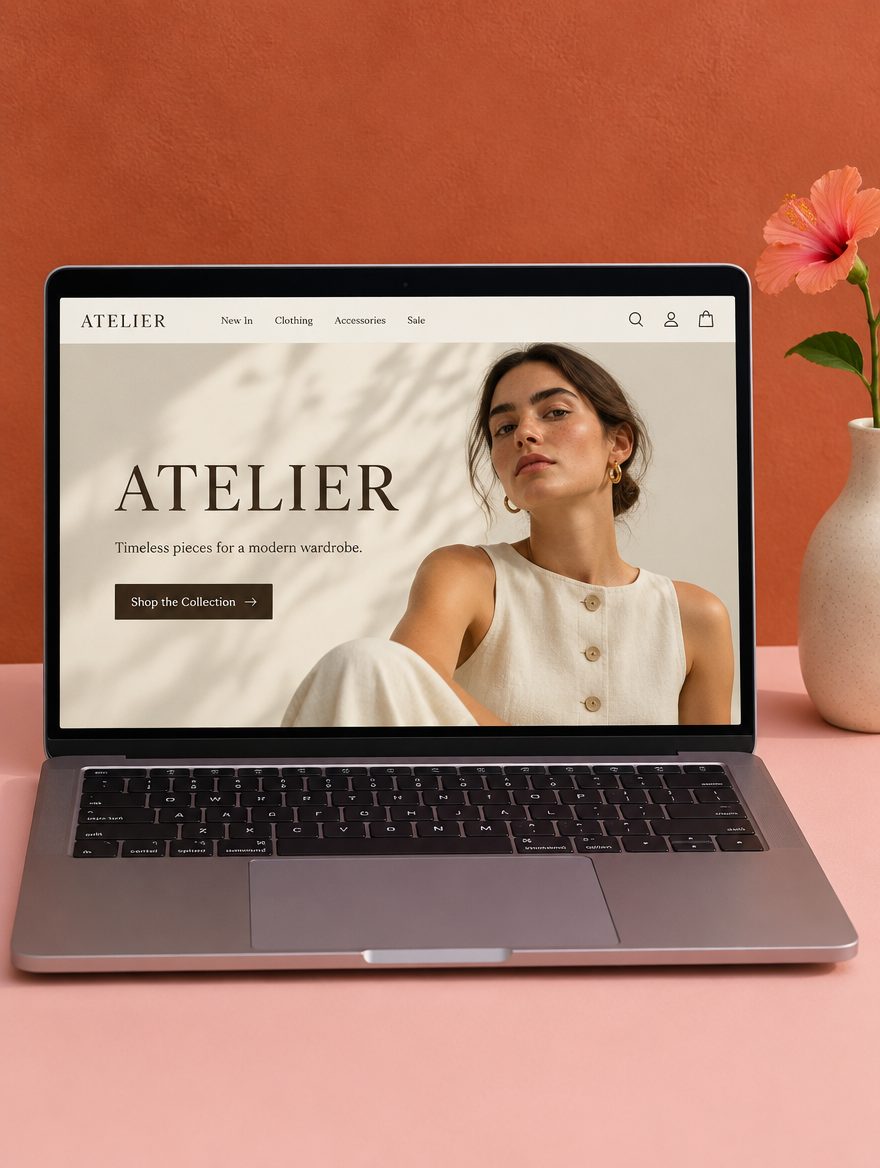 ATELIER
New In Clothing Accessories Sale
ATELIER
Timeless pieces for a modern wardrobe.
Shop the Collection →